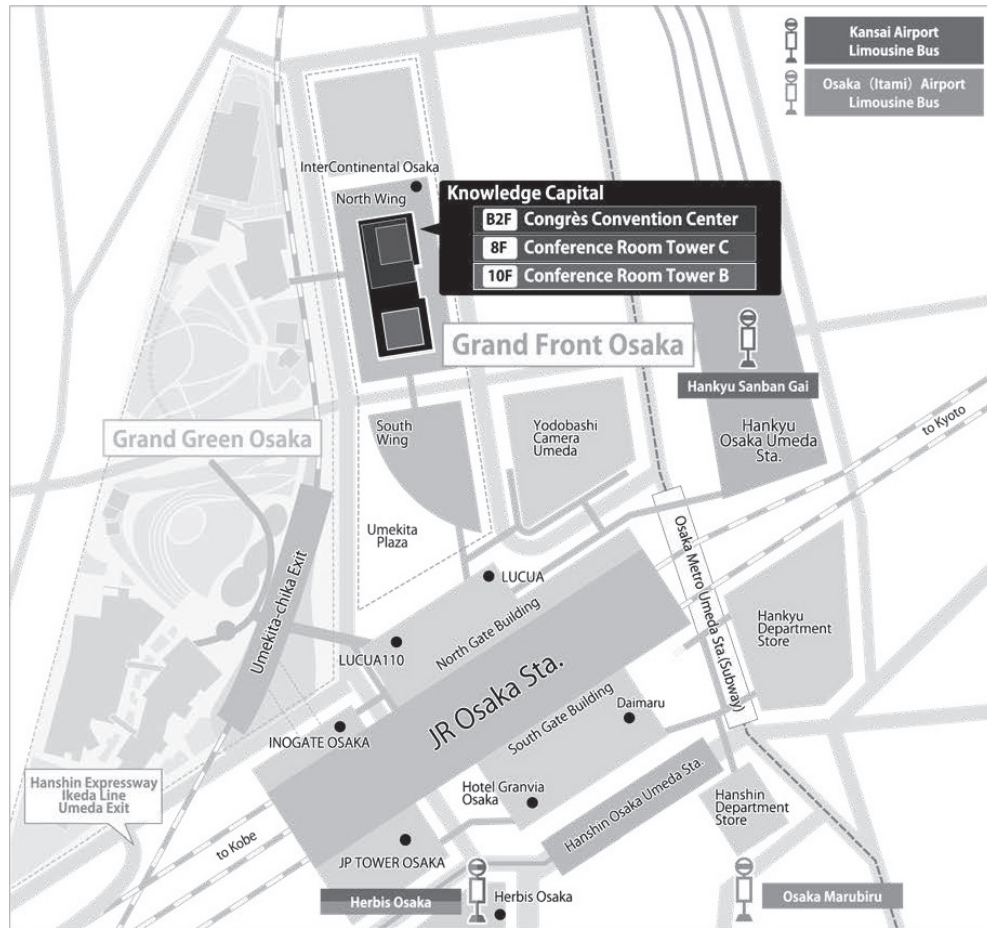 Kansai Airport
Limousine Bus
Osaka (Itami) Airport
Limousine Bus
InterContinental Osaka
North Wing
Knowledge Capital
B2F Congrès Convention Center
8F Conference Room Tower C
10F Conference Room Tower B
Grand Front Osaka
Hankyu Sanban Gai
Grand Green Osaka
South
Wing
Yodobashi
Camera
Umeda
Hankyu
Osaka Umeda
Sta.
to Kyoto
Umekita
Plaza
Umekita-chika Exit
LUCUA
Osaka Metro Umeda Sta.(Subway)
North Gate Building
LUCUA110
Hankyu
Department
Store
JR Osaka Sta.
South Gate Building
Daimaru
INOGATE OSAKA
Hanshin Expressway
Ikeda Line
Umeda Exit
Hotel Granvia
Osaka
Hanshin Osaka Umeda Sta.
Hanshin
Department
Store
to Kobe
JP TOWER OSAKA
Herbis Osaka
Herbis Osaka
Osaka Marubiru